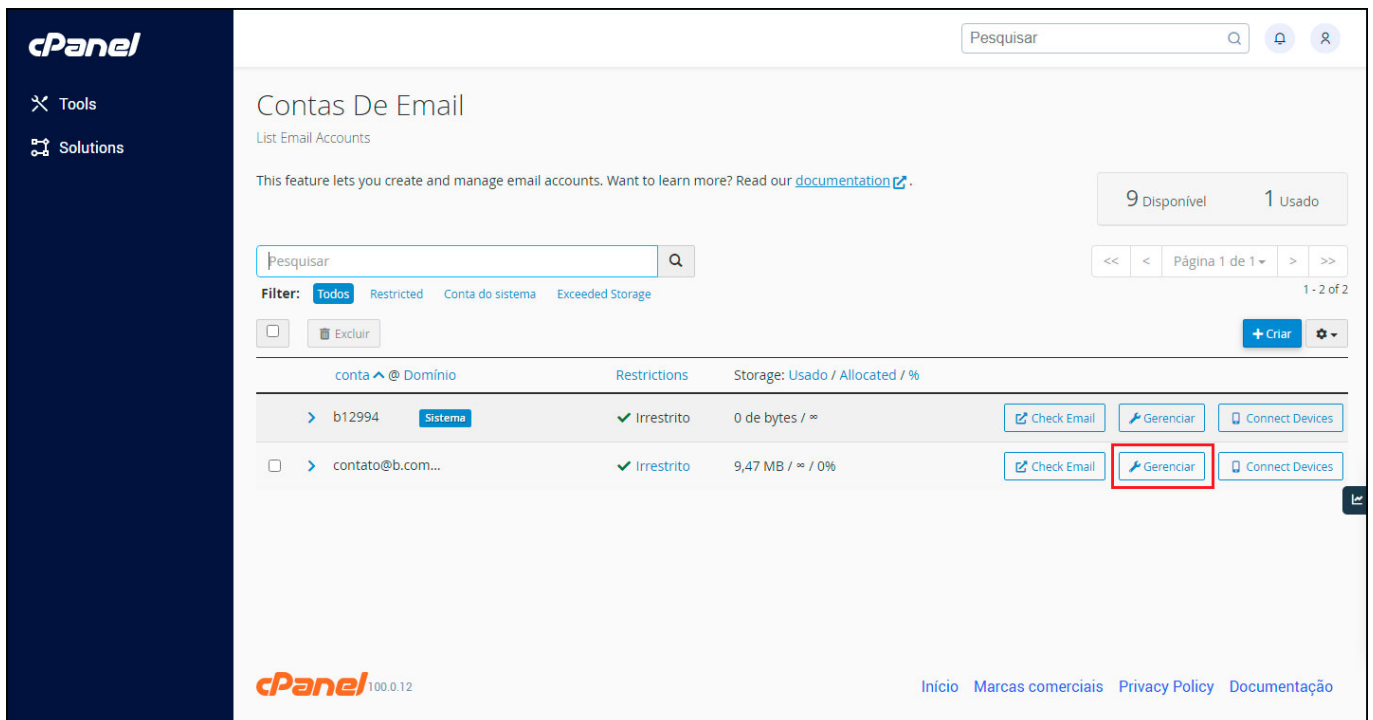 cPanel
Pesquisar
Tools
Solutions
Contas De Email
List Email Accounts
This feature lets you create and manage email accounts. Want to learn more? Read our documentation .
9 Disponível 1 Usado
Pesquisar
<< < Página 1 de 1 > >>
1 - 2 of 2
Filter: Todos Restricted Conta do sistema Exceeded Storage
Excluir
+ Criar
conta @ Domínio Restrictions Storage: Usado / Allocated / %
b12994 Sistema Irrestrito 0 de bytes / ∞ Check Email Gerenciar Connect Devices
contato@b.com... Irrestrito 9,47 MB / ∞ / 0% Check Email Gerenciar Connect Devices
cPanel 100.0.12
Início Marcas comerciais Privacy Policy Documentação